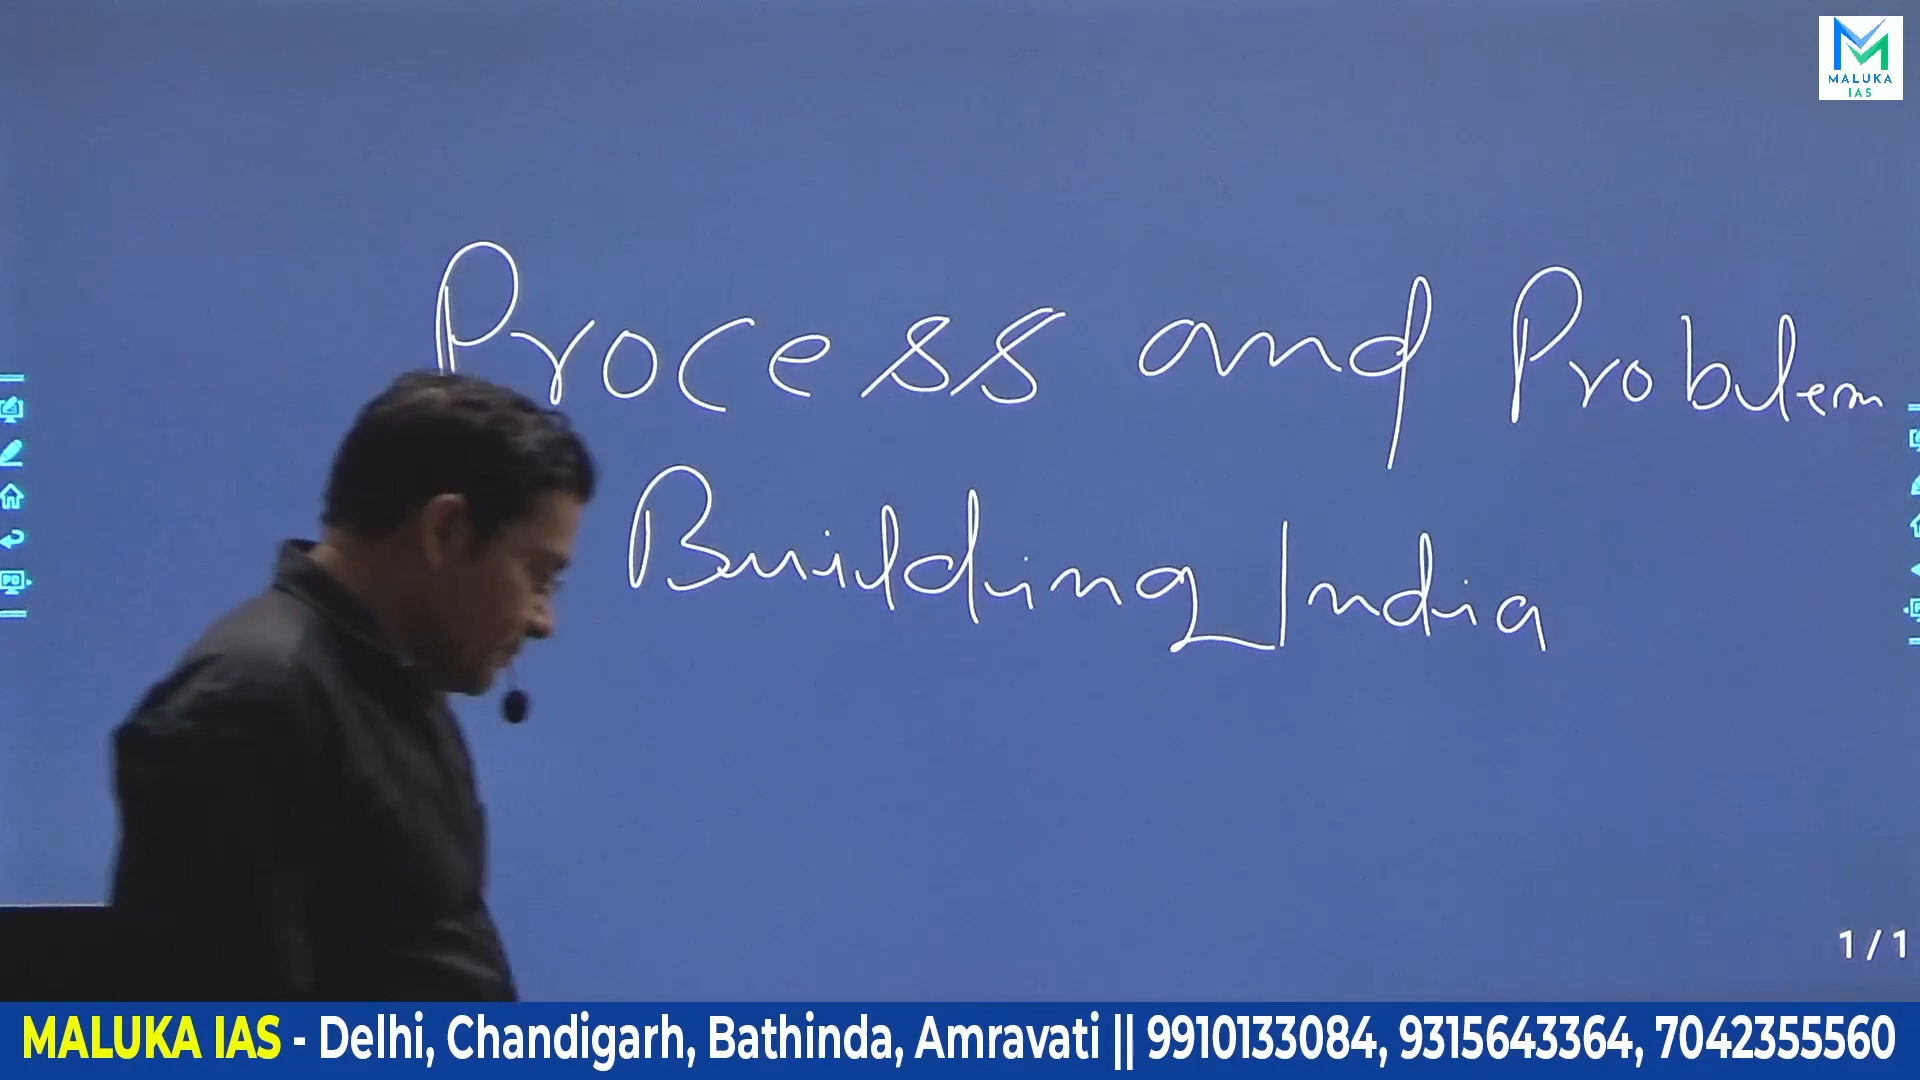 MALUKA
IAS
Process and Problem
Building India
1 / 1
MALUKA IAS - Delhi, Chandigarh, Bathinda, Amravati || 9910133084, 9315643364, 7042355560